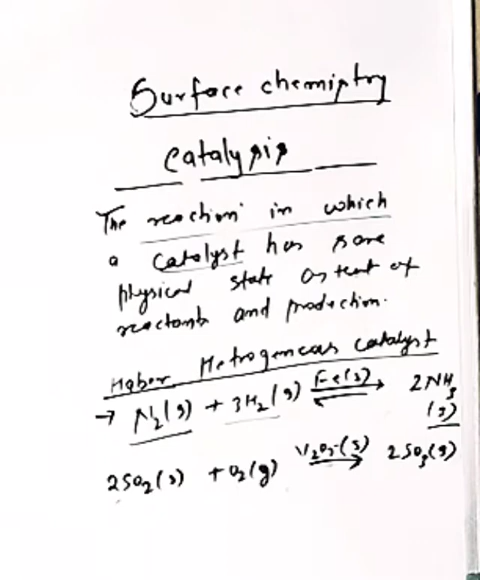 Surface chemistry
Catalysis
The reaction in which
a catalyst has same
physical state as that of
reactants and prodection.
Haber Hetrogeneous catalyst
→ N2(g) + 3H2(g) Fe(s) ⇌ 2NH3
(g)
2SO2(g) + O2(g) V2O5(s) ⇌ 2SO3(g)